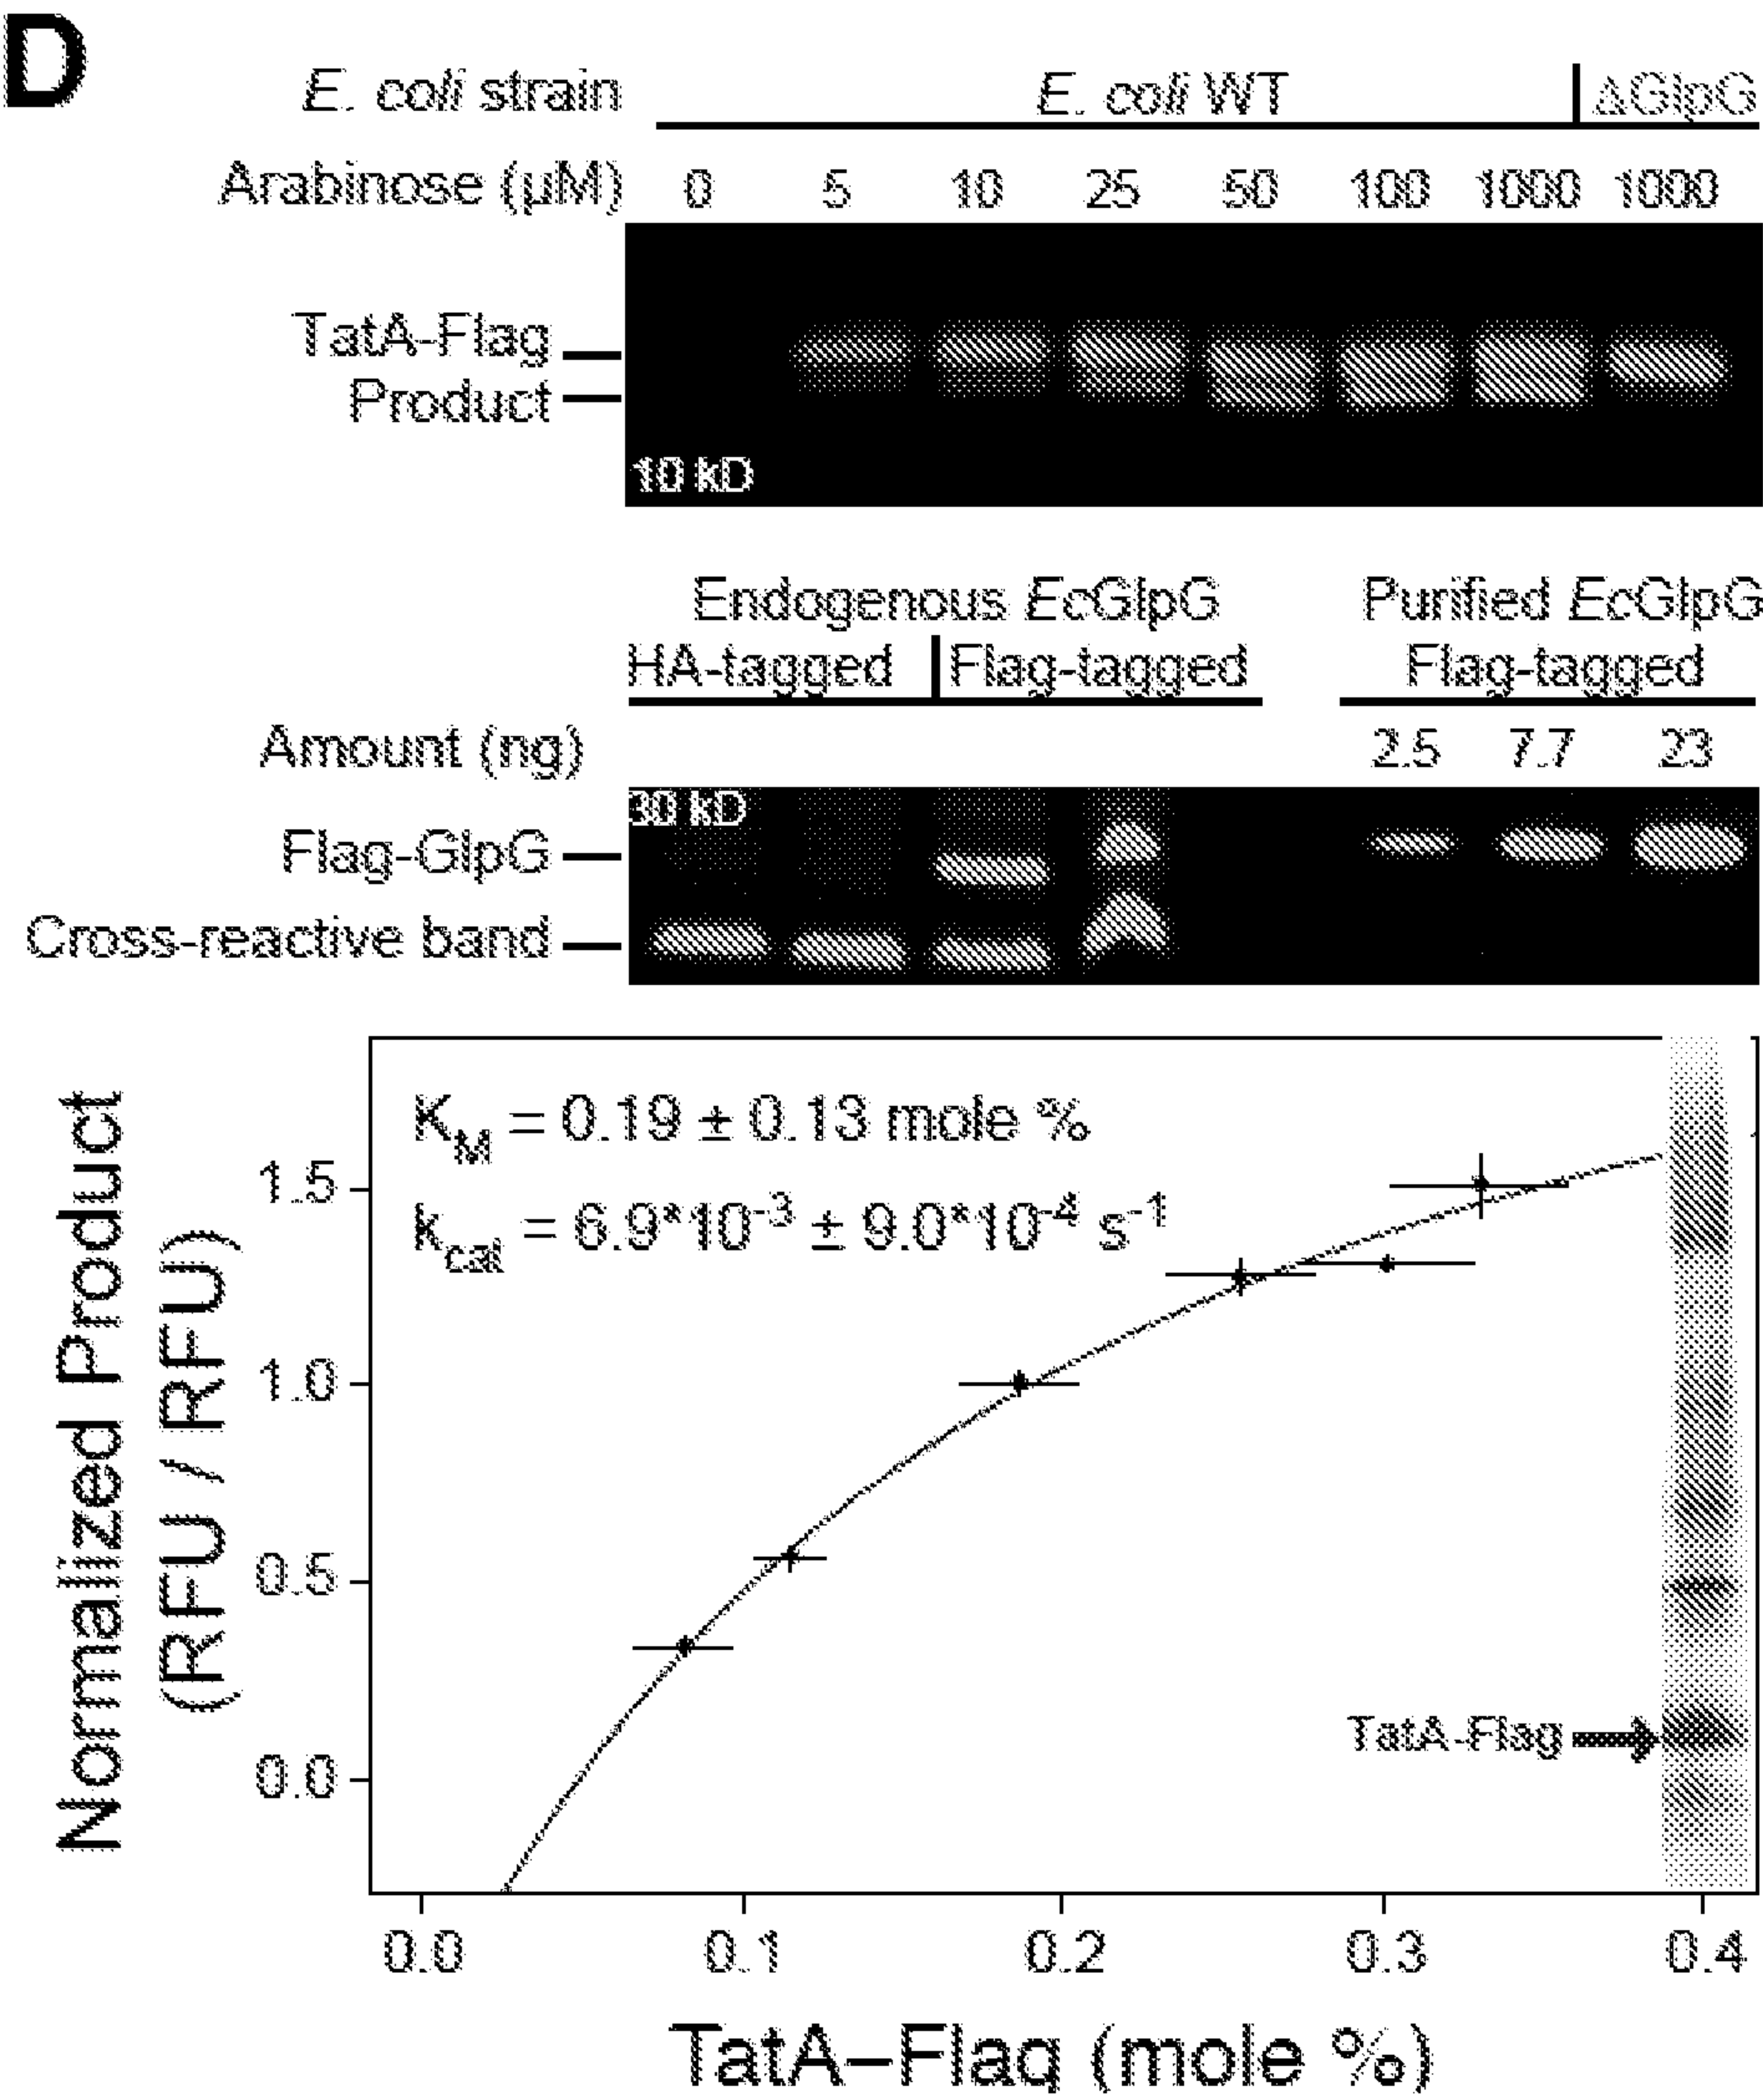 D
E. coli strain E. coli WT ΔGlpG
Arabinose (μM) 0 5 10 25 50 100 1000 1000
TatA-Flag
Product
10 kD
Endogenous EcGlpG Purified EcGlpG
HA-tagged Flag-tagged Flag-tagged
Amount (ng) 2.5 7.7 23
30 kD
Flag-GlpG
Cross-reactive band
K_M = 0.19 ± 0.13 mole %
k_cat = 6.9*10^-3 ± 9.0*10^-4 s^-1
Normalized Product
(RFU / RFU)
1.5
1.0
0.5
0.0
TatA-Flag
0.0 0.1 0.2 0.3 0.4
TatA–Flag (mole %)